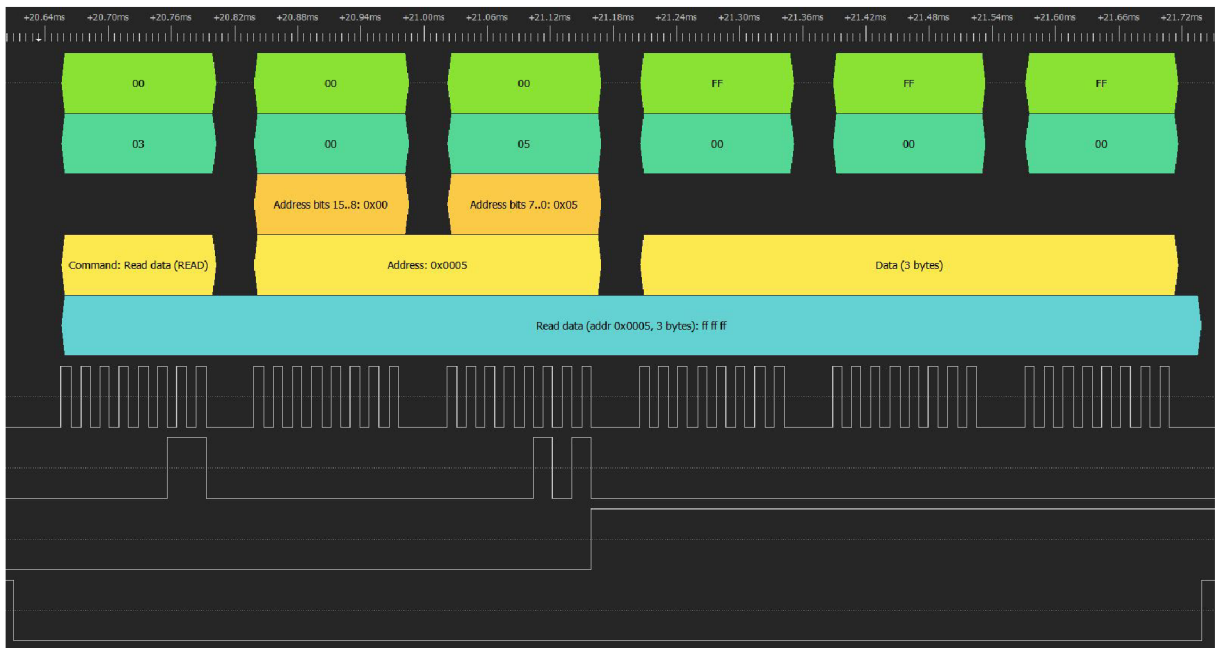 +20.64ms +20.70ms +20.76ms +20.82ms +20.88ms +20.94ms +21.00ms +21.06ms +21.12ms +21.18ms +21.24ms +21.30ms +21.36ms +21.42ms +21.48ms +21.54ms +21.60ms +21.66ms +21.72ms
00 00 00 FF FF FF
03 00 05 00 00 00
Address bits 15..8: 0x00 Address bits 7..0: 0x05
Command: Read data (READ) Address: 0x0005 Data (3 bytes)
Read data (addr 0x0005, 3 bytes): ff ff ff